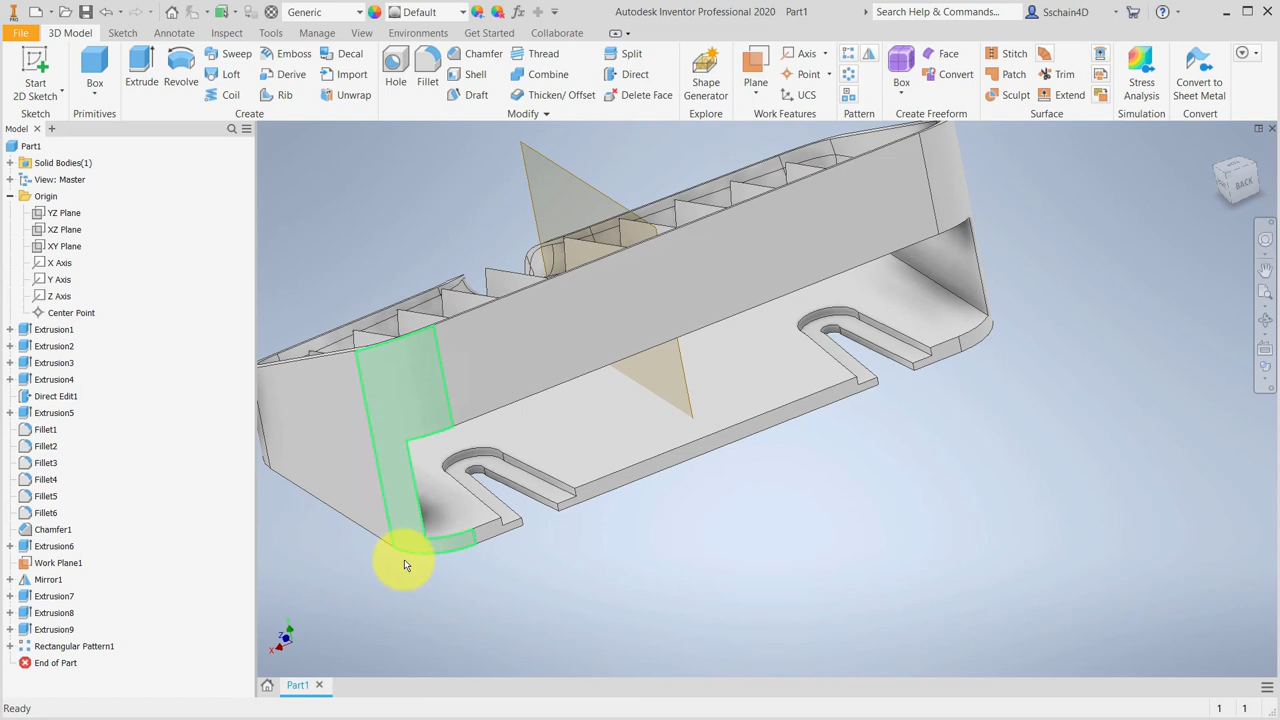 Generic Default fx Autodesk Inventor Professional 2020 Part1 Search Help & Commands... Sschain4D
File 3D Model Sketch Annotate Inspect Tools Manage View Environments Get Started Collaborate
Start
2D Sketch
Sketch
Box
Primitives
Extrude
Revolve
Sweep Emboss Decal
Loft Derive Import
Coil Rib Unwrap
Create
Hole
Fillet
Chamfer Thread Split
Shell Combine Direct
Draft Thicken/ Offset Delete Face
Modify
Shape
Generator
Explore
Plane
Axis
Point
UCS
Work Features
Pattern
Box
Face
Convert
Create Freeform
Stitch
Patch Trim
Sculpt Extend
Surface
Stress
Analysis
Simulation
Convert to
Sheet Metal
Convert
Model
Part1
Solid Bodies(1)
View: Master
Origin
YZ Plane
XZ Plane
XY Plane
X Axis
Y Axis
Z Axis
Center Point
Extrusion1
Extrusion2
Extrusion3
Extrusion4
Direct Edit1
Extrusion5
Fillet1
Fillet2
Fillet3
Fillet4
Fillet5
Fillet6
Chamfer1
Extrusion6
Work Plane1
Mirror1
Extrusion7
Extrusion8
Extrusion9
Rectangular Pattern1
End of Part
BACK
Z
X
Part1
Ready 1 1